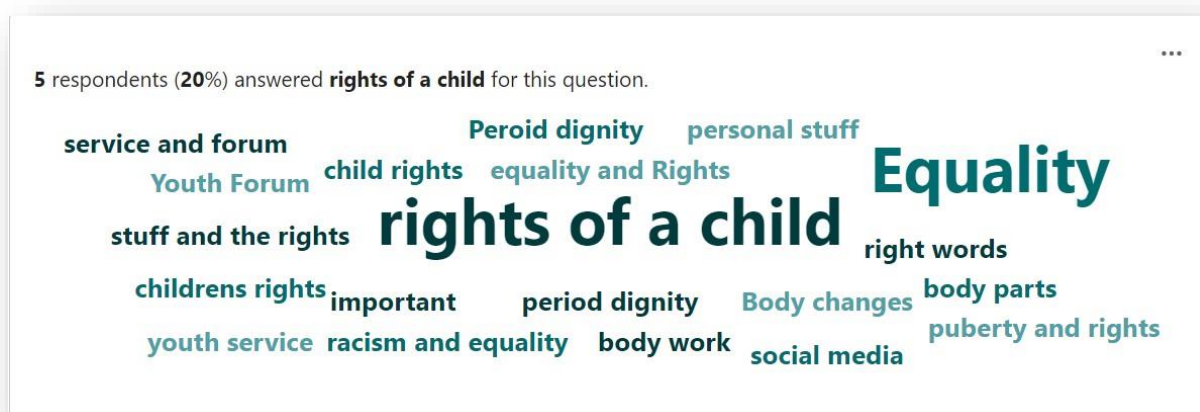 ...
5 respondents (20%) answered rights of a child for this question.
Peroid dignity
personal stuff
service and forum
child rights
equality and Rights
Equality
Youth Forum
rights of a child
stuff and the rights
right words
childrens rights
important
period dignity
Body changes
body parts
puberty and rights
youth service
racism and equality
body work
social media